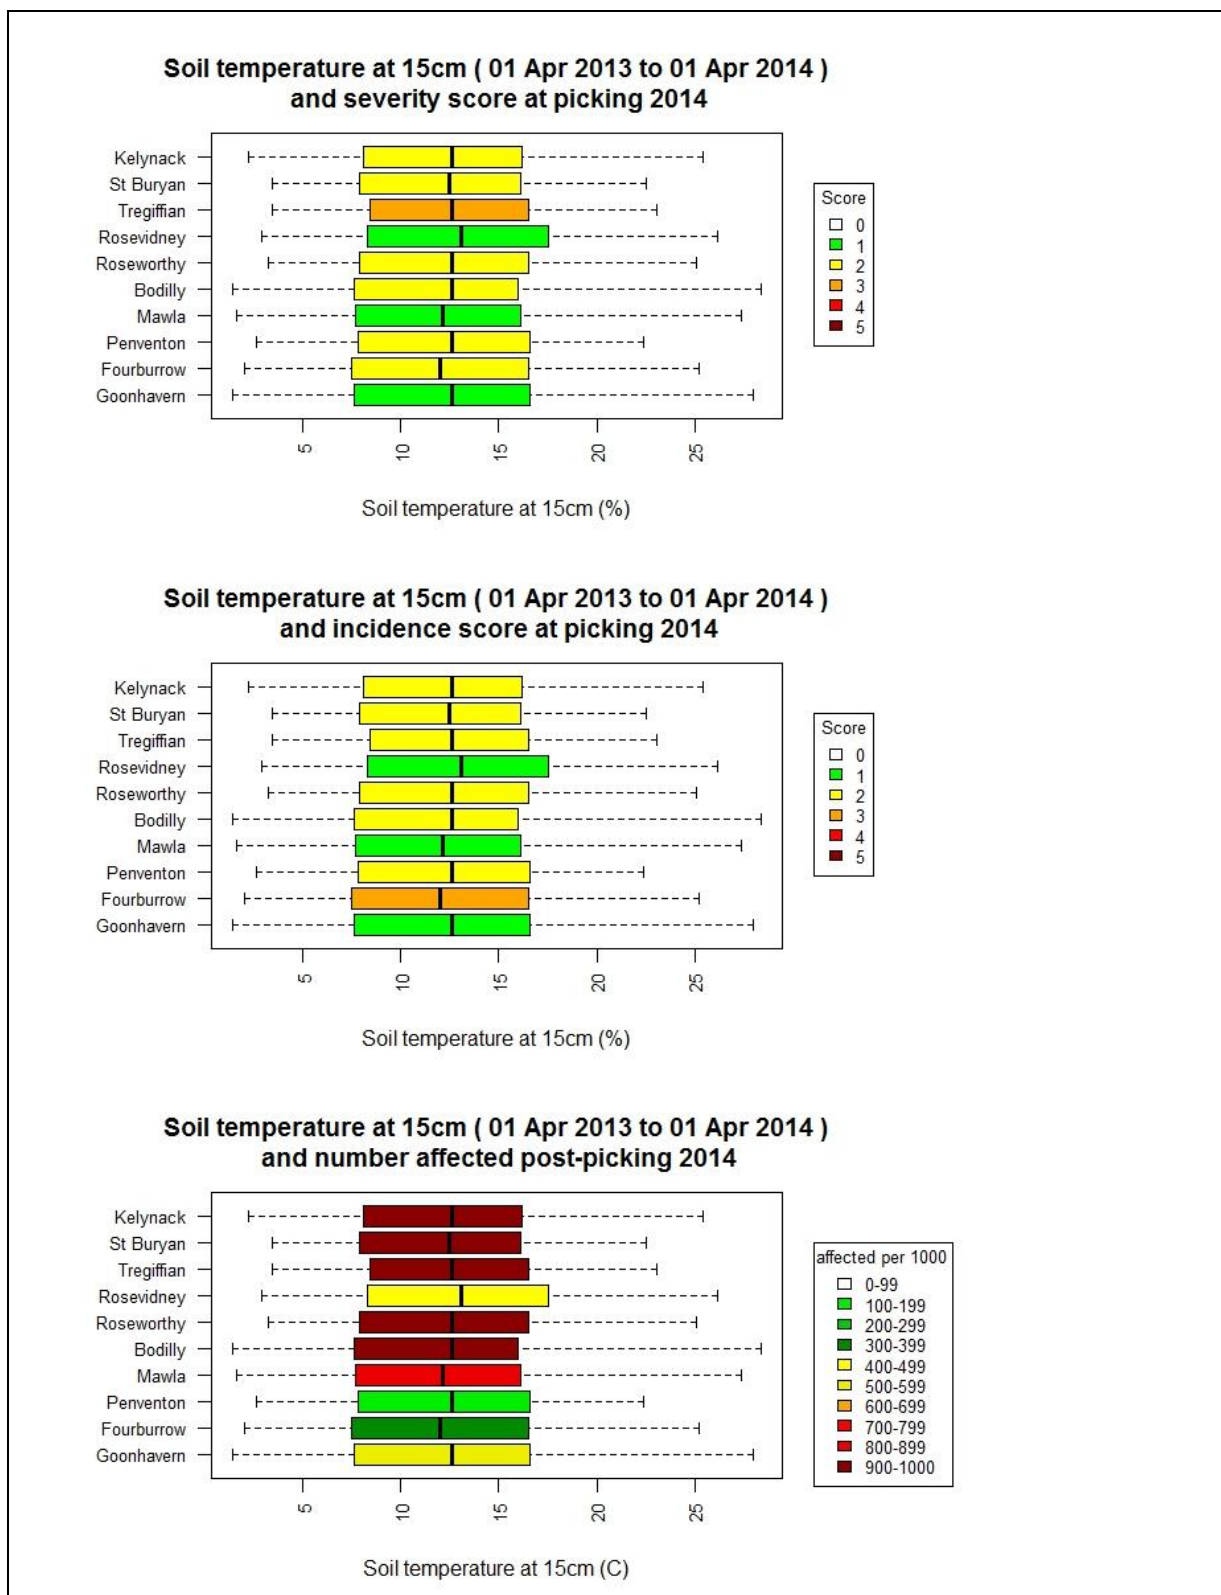 Soil temperature at 15cm ( 01 Apr 2013 to 01 Apr 2014 )
and severity score at picking 2014
Kelynack
St Buryan
Tregiffian
Rosevidney
Roseworthy
Bodilly
Mawla
Penventon
Fourburrow
Goonhavern
5
10
15
20
25
Soil temperature at 15cm (%)
Score
0
1
2
3
4
5
Soil temperature at 15cm ( 01 Apr 2013 to 01 Apr 2014 )
and incidence score at picking 2014
Kelynack
St Buryan
Tregiffian
Rosevidney
Roseworthy
Bodilly
Mawla
Penventon
Fourburrow
Goonhavern
5
10
15
20
25
Soil temperature at 15cm (%)
Score
0
1
2
3
4
5
Soil temperature at 15cm ( 01 Apr 2013 to 01 Apr 2014 )
and number affected post-picking 2014
Kelynack
St Buryan
Tregiffian
Rosevidney
Roseworthy
Bodilly
Mawla
Penventon
Fourburrow
Goonhavern
5
10
15
20
25
Soil temperature at 15cm (C)
affected per 1000
0-99
100-199
200-299
300-399
400-499
500-599
600-699
700-799
800-899
900-1000